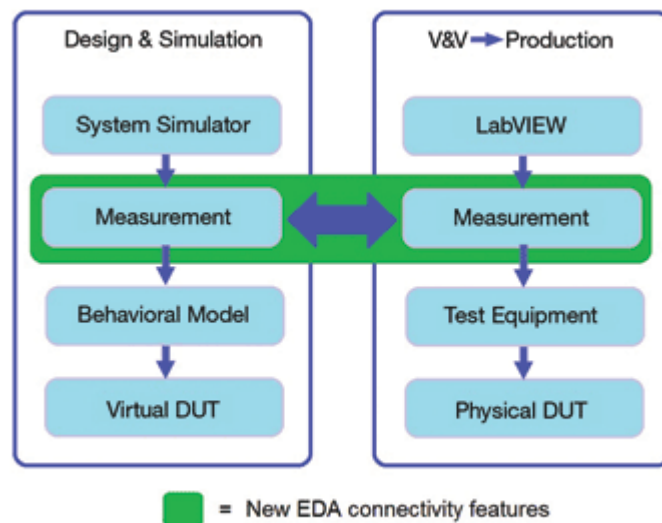 Design & Simulation
System Simulator
Measurement
Behavioral Model
Virtual DUT
V&V Production
LabVIEW
Measurement
Test Equipment
Physical DUT
= New EDA connectivity features